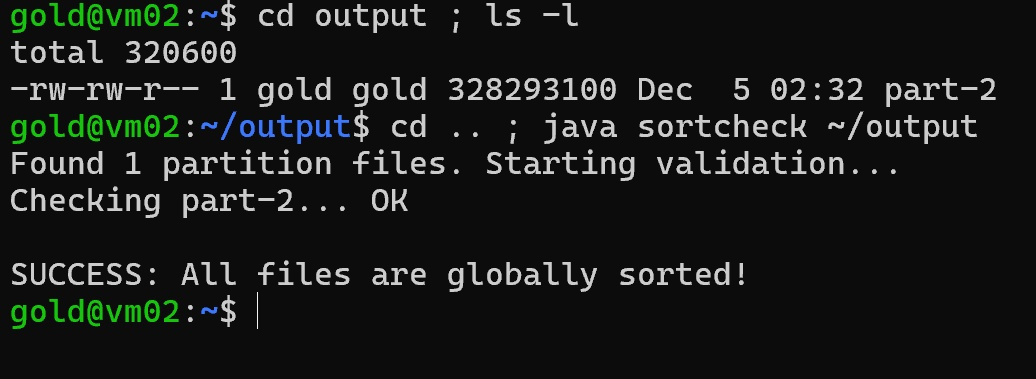 gold@vm02:~$ cd output ; ls -l
total 320600
-rw-rw-r-- 1 gold gold 328293100 Dec  5 02:32 part-2
gold@vm02:~/output$ cd .. ; java sortcheck ~/output
Found 1 partition files. Starting validation...
Checking part-2... OK

SUCCESS: All files are globally sorted!
gold@vm02:~$